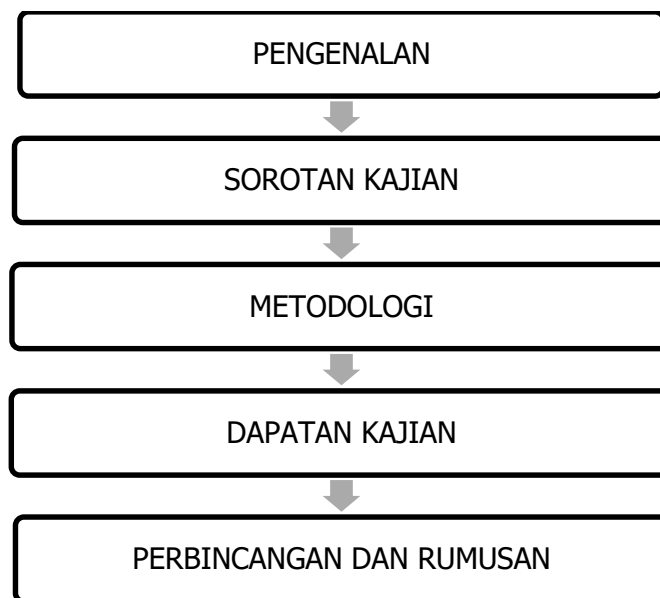 PENGENALAN
SOROTAN KAJIAN
METODOLOGI
DAPATAN KAJIAN
PERBINCANGAN DAN RUMUSAN